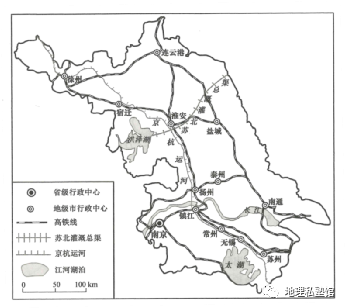 连云港
徐州
宿迁
淮安
苏北灌溉总渠
盐城
洪泽湖
京杭运河
扬州
泰州
镇江
南京
南通
长江
常州
无锡
苏州
太湖
省级行政中心
地级市行政中心
高铁线
苏北灌溉总渠
京杭运河
江河湖泊
0 50 100 km
地理私塾馆